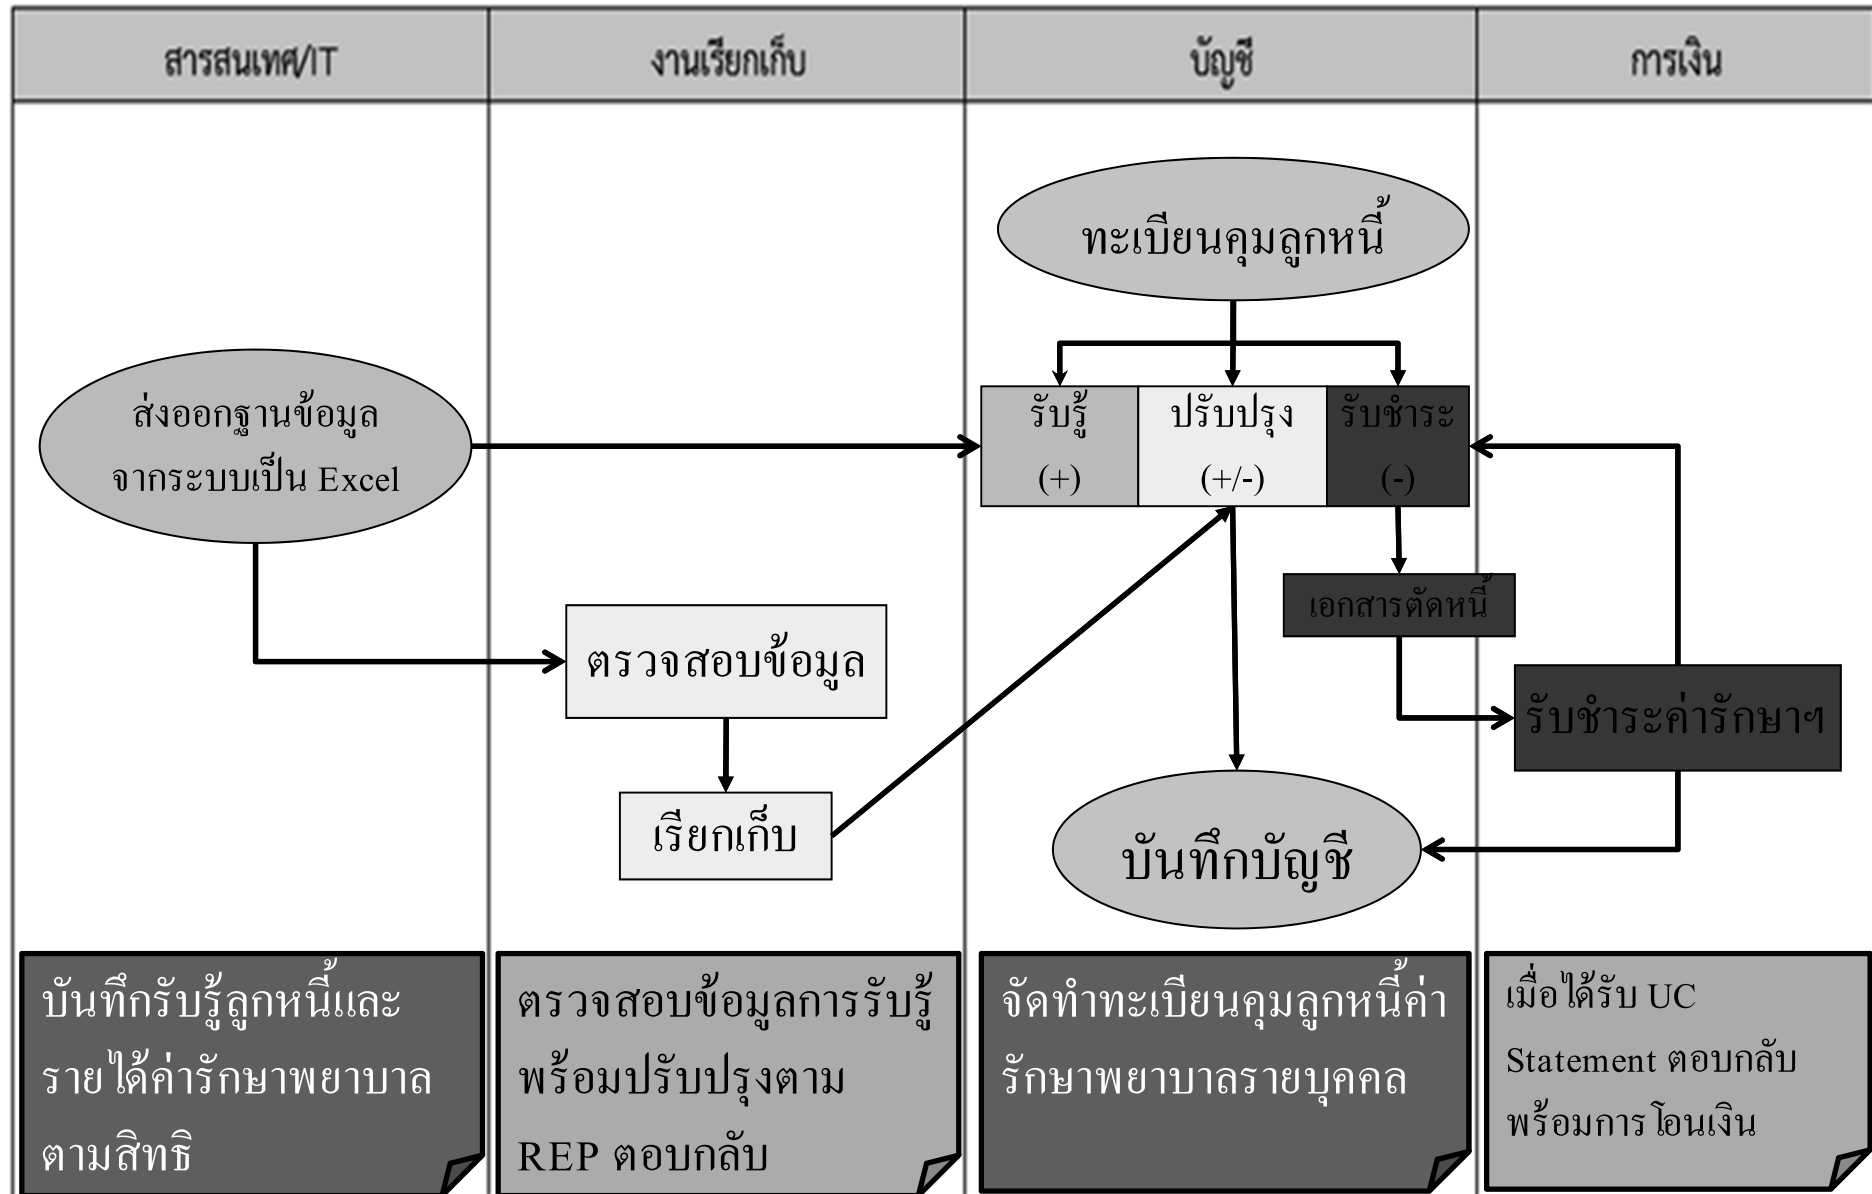 สารสนเทศ/IT
งานเรียกเก็บ
บัญชี
การเงิน
ทะเบียนคุมลูกหนี้
ส่งออกฐานข้อมูล
จากระบบเป็น Excel
รับรู้
(+)
ปรับปรุง
(+/-)
รับชำระ
(-)
เอกสารตัดหนี้
ตรวจสอบข้อมูล
รับชำระค่ารักษาฯ
เรียกเก็บ
บันทึกบัญชี
บันทึกรับรู้ลูกหนี้และ
รายได้ค่ารักษาพยาบาล
ตามสิทธิ
ตรวจสอบข้อมูลการรับรู้
พร้อมปรับปรุงตาม
REP ตอบกลับ
จัดทำทะเบียนคุมลูกหนี้ค่า
รักษาพยาบาลรายบุคคล
เมื่อได้รับ UC
Statement ตอบกลับ
พร้อมการโอนเงิน